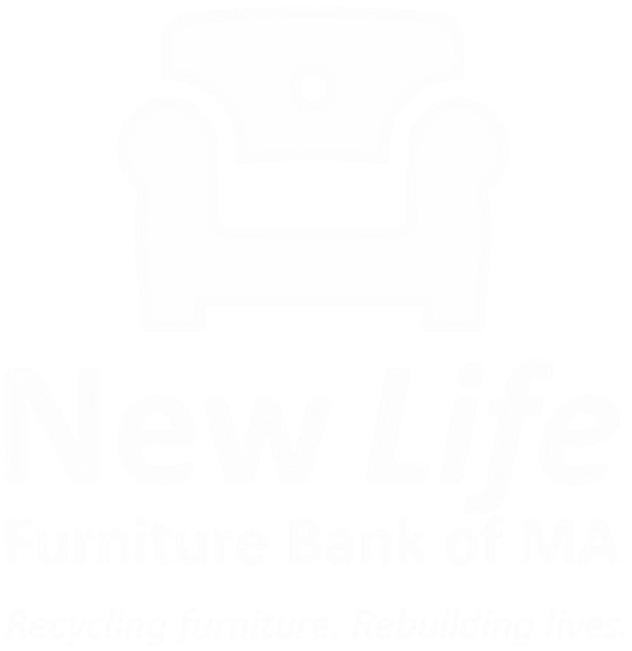 New Life
Furniture Bank of MA
Recycling furniture. Rebuilding lives.